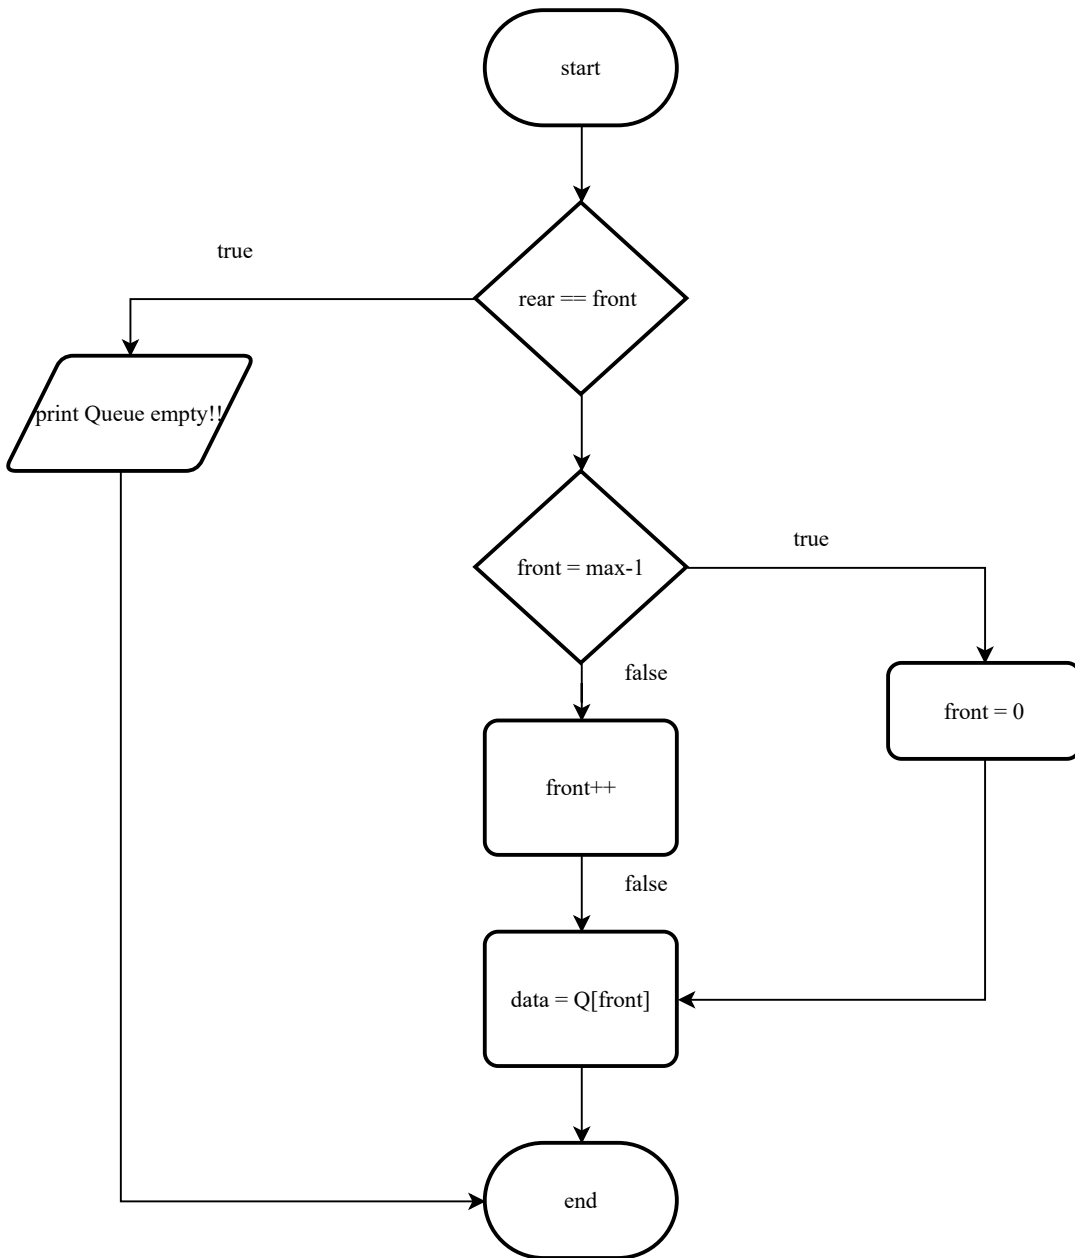 start
true
rear == front
print Queue empty!!
front = max-1
true
false
front = 0
front++
false
data = Q[front]
end